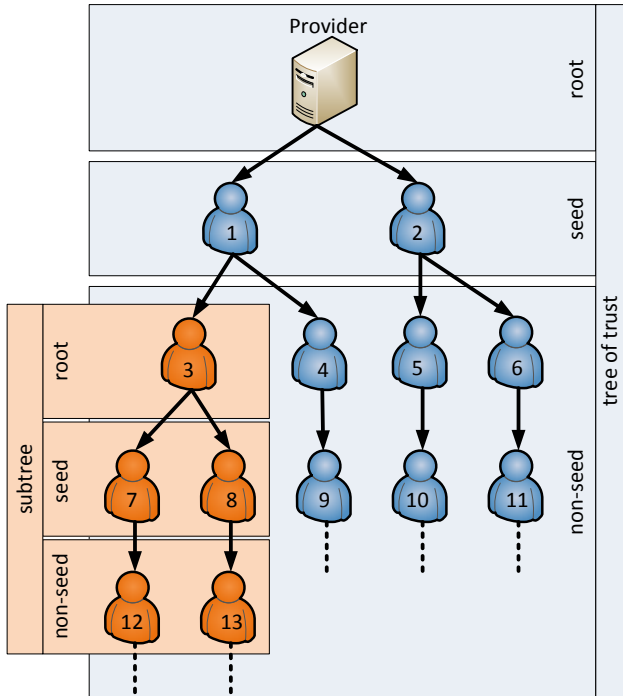 Provider
root
1
2
seed
tree of trust
3
4
5
6
root
subtree
7
8
9
10
11
seed
non-seed
12
13
non-seed